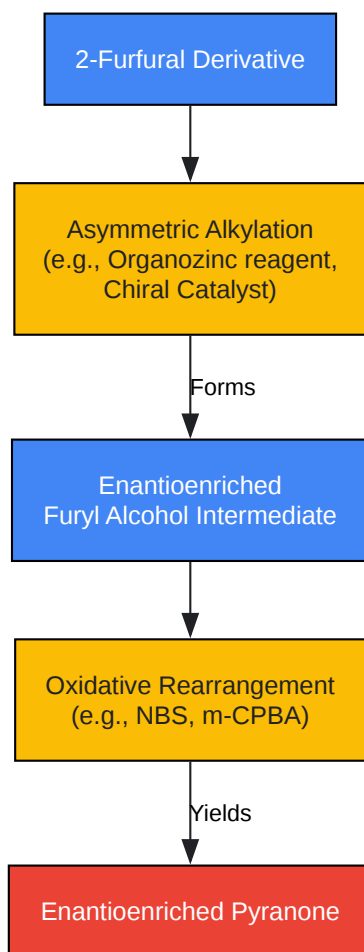 2-Furfural Derivative
Asymmetric Alkylation
(e.g., Organozinc reagent,
Chiral Catalyst)
Forms
Enantioenriched
Furyl Alcohol Intermediate
Oxidative Rearrangement
(e.g., NBS, m-CPBA)
Yields
Enantioenriched Pyranone